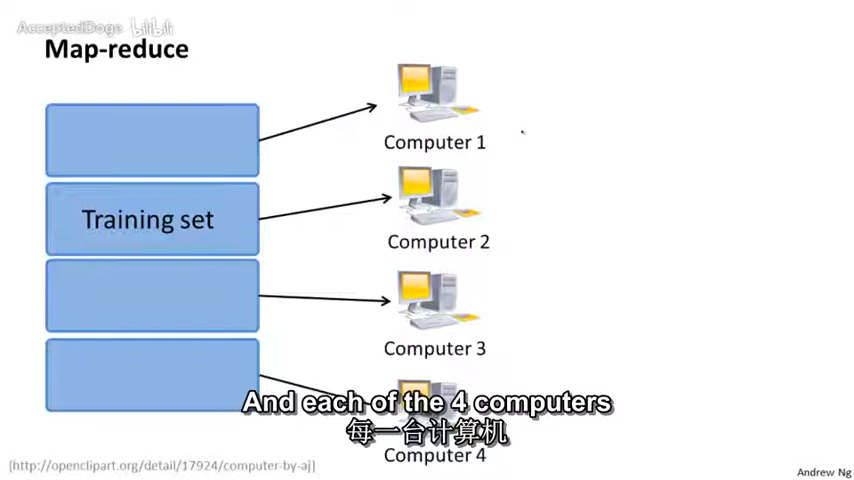 AcceptedDoge bilibili
Map-reduce
Computer 1
Training set
Computer 2
Computer 3
And each of the 4 computers
每一台计算机
Computer 4
[http://openclipart.org/detail/17924/computer-by-aj]
Andrew Ng